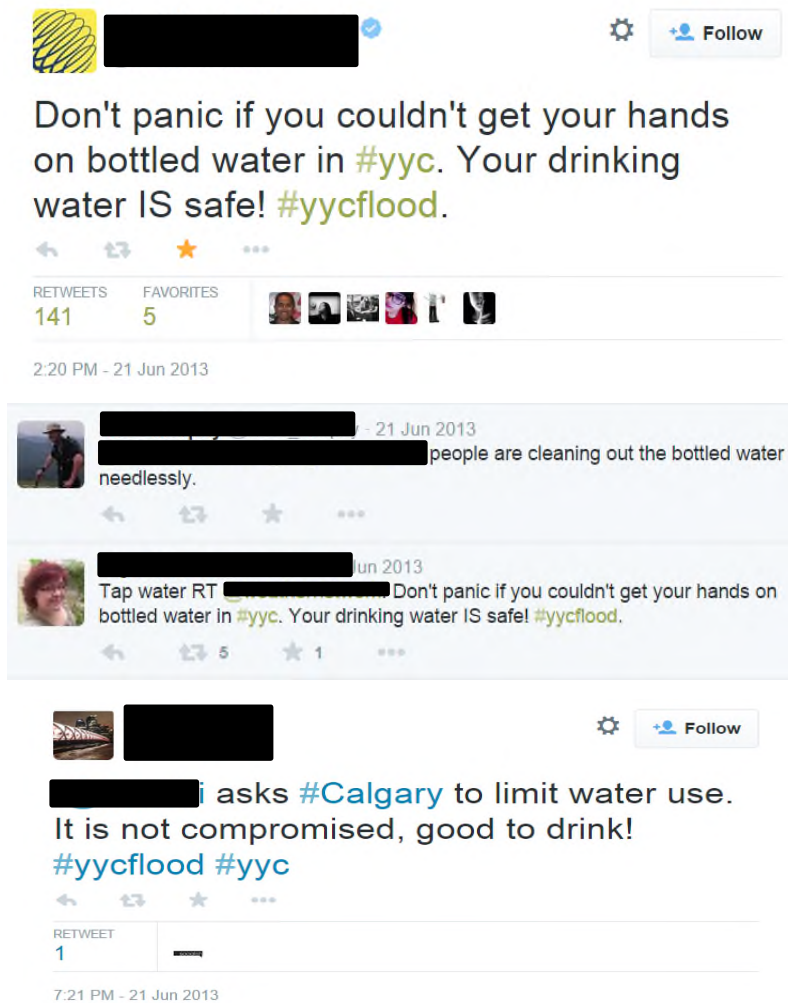 Follow
Don't panic if you couldn't get your hands
on bottled water in #yyc. Your drinking
water IS safe! #yycflood.
RETWEETS FAVORITES
141 5
2:20 PM - 21 Jun 2013
- 21 Jun 2013
people are cleaning out the bottled water
needlessly.
Jun 2013
Tap water RT Don't panic if you couldn't get your hands on
bottled water in #yyc. Your drinking water IS safe! #yycflood.
5 1
Follow
asks #Calgary to limit water use.
It is not compromised, good to drink!
#yycflood #yyc
RETWEET
1
7:21 PM - 21 Jun 2013